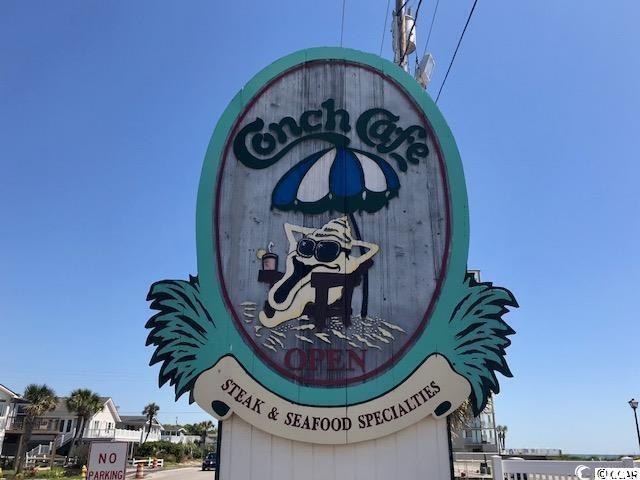 Conch Cafe
OPEN
STEAK & SEAFOOD SPECIALTIES
NO
PARKING